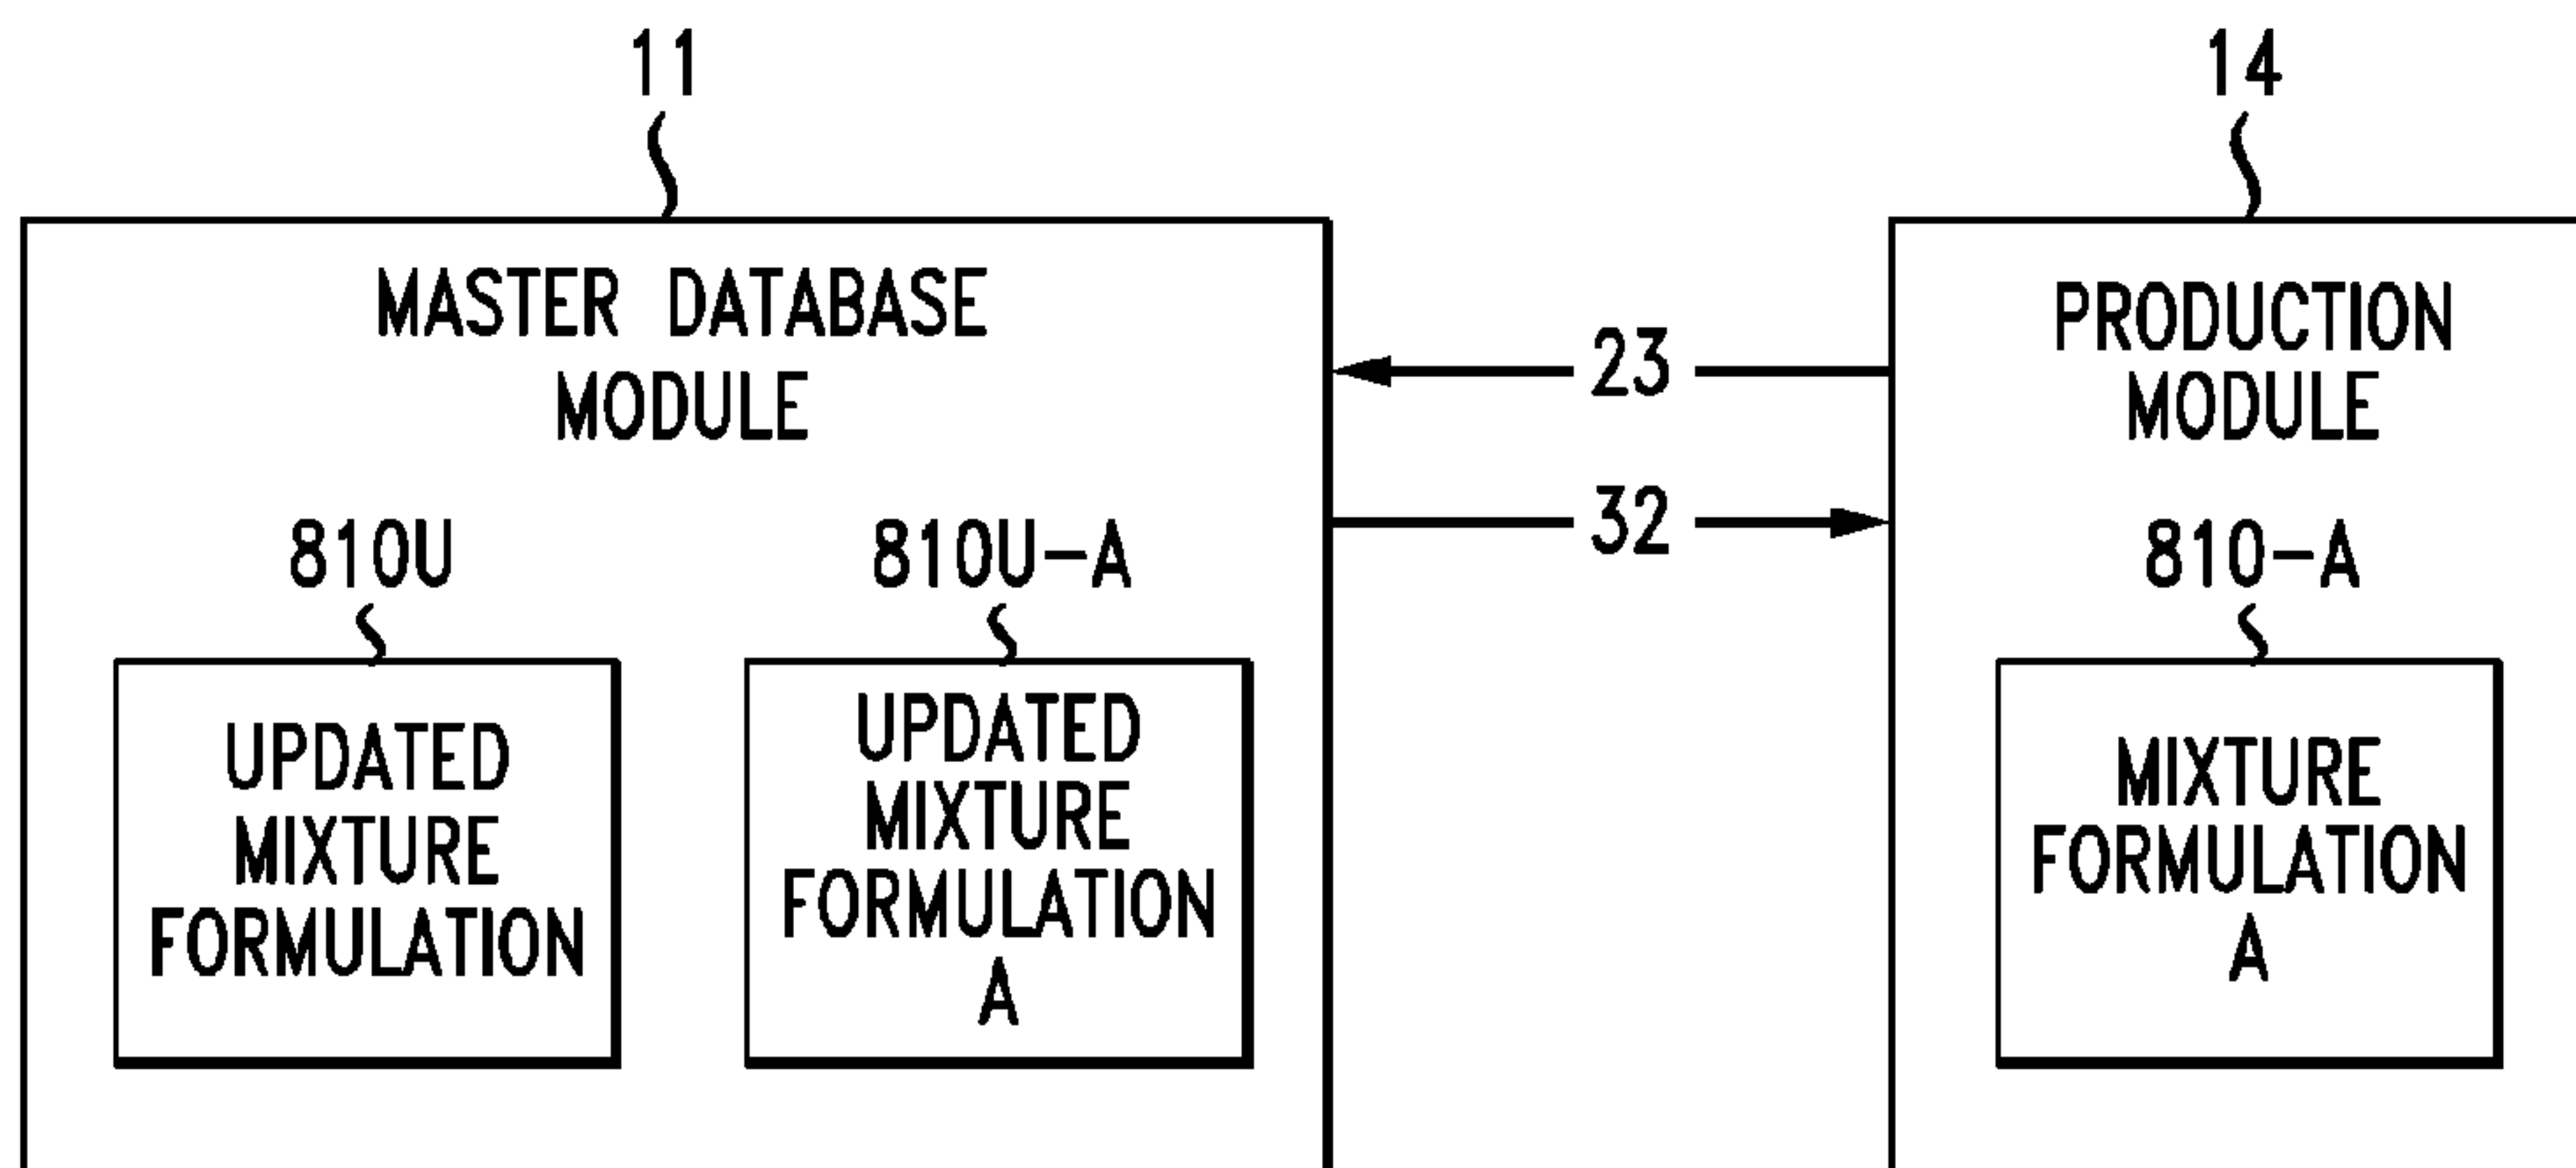 11
14
MASTER DATABASE
MODULE
PRODUCTION
MODULE
23
32
810U
810U-A
810-A
UPDATED
MIXTURE
FORMULATION
UPDATED
MIXTURE
FORMULATION
A
MIXTURE
FORMULATION
A